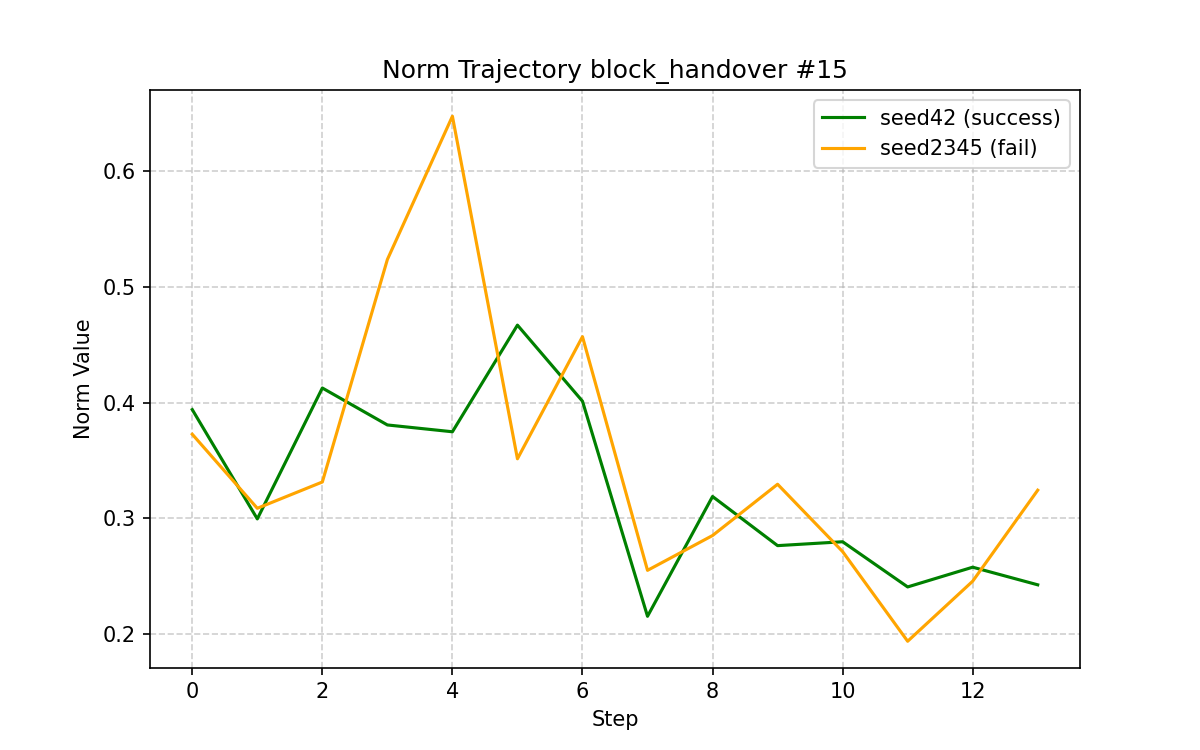 Norm Trajectory block_handover #15
seed42 (success)
seed2345 (fail)
Norm Value
0.6
0.5
0.4
0.3
0.2
0 2 4 6 8 10 12
Step